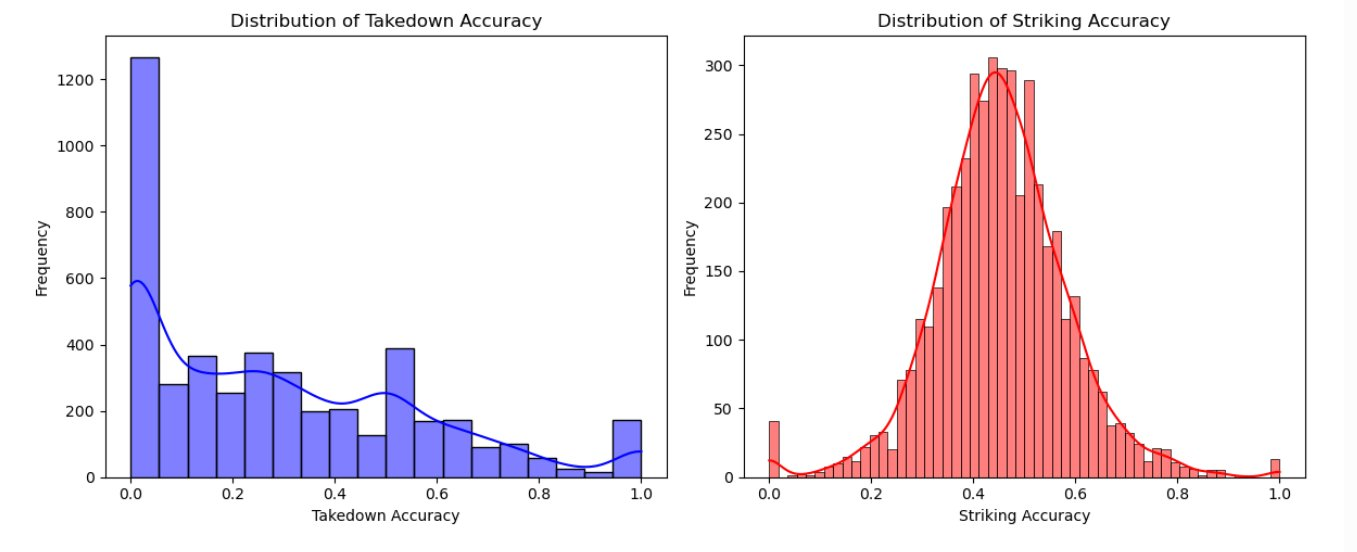 Distribution of Takedown Accuracy
Frequency
1200
1000
800
600
400
200
0
0.0 0.2 0.4 0.6 0.8 1.0
Takedown Accuracy
Distribution of Striking Accuracy
Frequency
300
250
200
150
100
50
0
0.0 0.2 0.4 0.6 0.8 1.0
Striking Accuracy